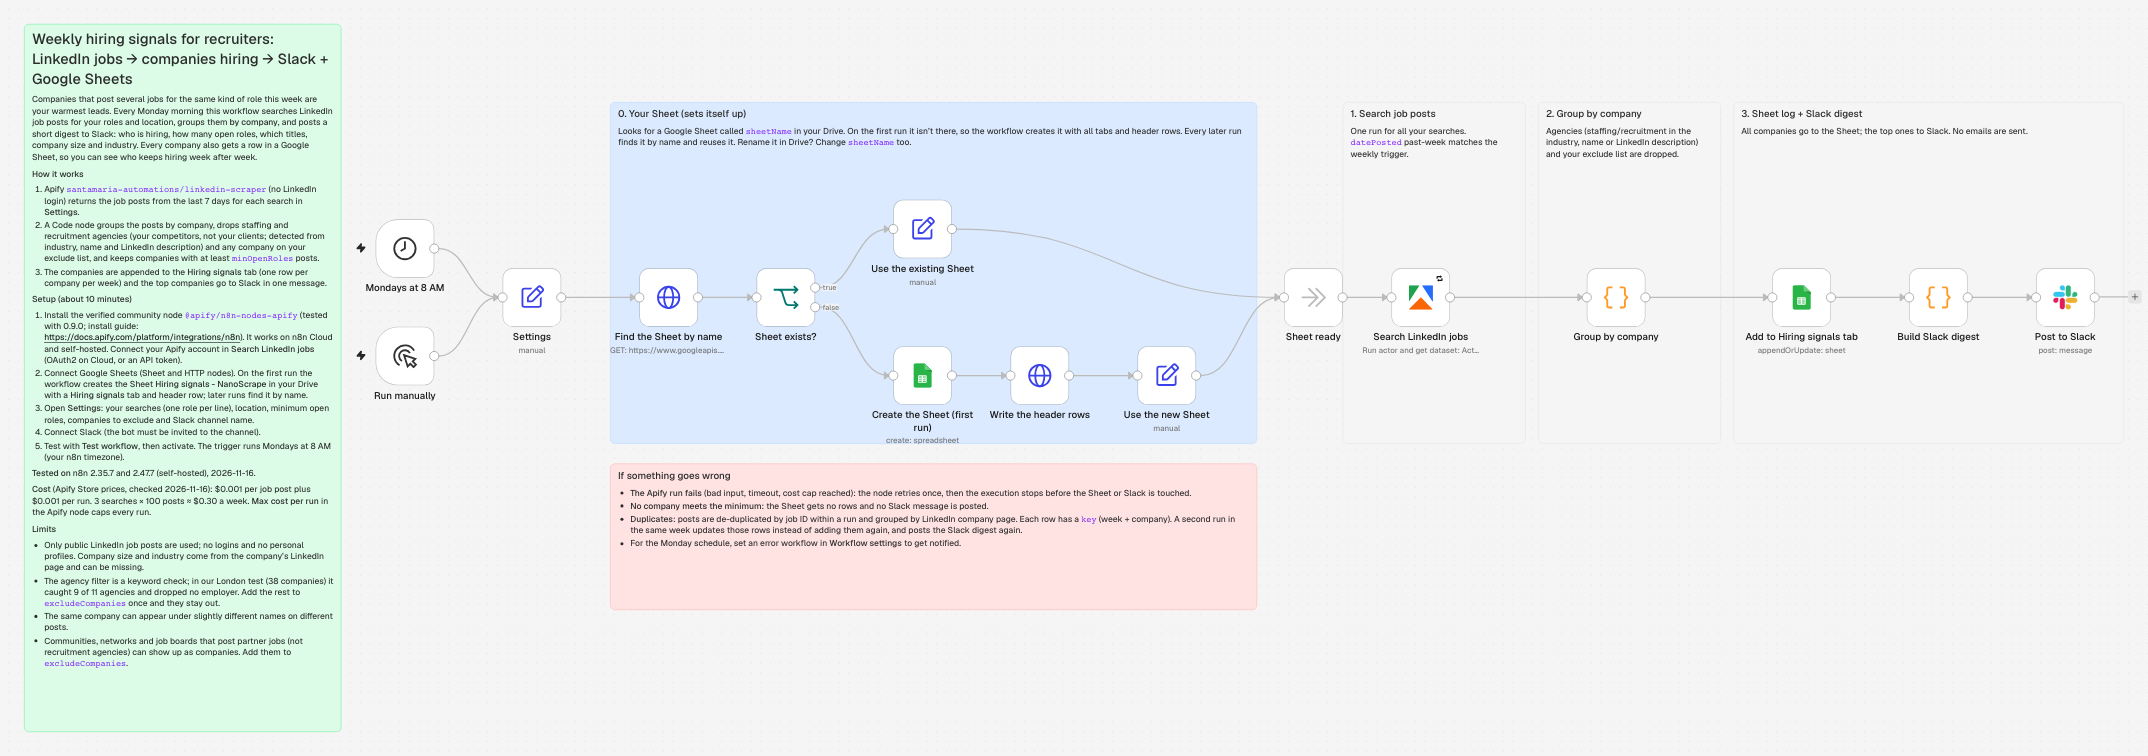 Weekly hiring signals for recruiters:
LinkedIn jobs → companies hiring → Slack +
Google Sheets
Companies that post several jobs for the same kind of role this week are
your warmest leads. Every Monday morning this workflow searches LinkedIn
job posts for your roles and location, groups them by company, and posts a
short digest to Slack: who is hiring, how many open roles, which titles,
company size and industry. Every company also gets a row in a Google
Sheet, so you can see who keeps hiring week after week.
How it works
1. Apify santamaria-automations/linkedin-scraper (no LinkedIn
login) returns the job posts from the last 7 days for each search in
Settings.
2. A Code node groups the posts by company, drops staffing and
recruitment agencies (your competitors, not your clients; detected from
industry, name and LinkedIn description) and any company on your
exclude list, and keeps companies with at least minOpenRoles posts.
3. The companies are appended to the Hiring signals tab (one row per
company per week) and the top companies go to Slack in one message.
Setup (about 10 minutes)
1. Install the verified community node @apify/n8n-nodes-apify (tested
with 0.9.0; install guide:
https://docs.apify.com/platform/integrations/n8n). It works on n8n Cloud
and self-hosted. Connect your Apify account in Search LinkedIn jobs
(OAuth2 on Cloud, or an API token).
2. Connect Google Sheets (Sheet and HTTP nodes). On the first run the
workflow creates the Sheet Hiring signals - NanoScrape in your Drive
with a Hiring signals tab and header row; later runs find it by name.
3. Open Settings: your searches (one role per line), location, minimum open
roles, companies to exclude and Slack channel name.
4. Connect Slack (the bot must be invited to the channel).
5. Test with Test workflow, then activate. The trigger runs Mondays at 8 AM
(your n8n timezone).
Tested on n8n 2.35.7 and 2.47.7 (self-hosted), 2026-11-16.
Cost (Apify Store prices, checked 2026-11-16): $0.001 per job post plus
$0.001 per run. 3 searches × 100 posts ≈ $0.30 a week. Max cost per run in
the Apify node caps every run.
Limits
• Only public LinkedIn job posts are used; no logins and no personal
profiles. Company size and industry come from the company's LinkedIn
page and can be missing.
• The agency filter is a keyword check; in our London test (38 companies) it
caught 9 of 11 agencies and dropped no employer. Add the rest to
excludeCompanies once and they stay out.
• The same company can appear under slightly different names on different
posts.
• Communities, networks and job boards that post partner jobs (not
recruitment agencies) can show up as companies. Add them to
excludeCompanies.
Mondays at 8 AM
Run manually
Settings
manual
0. Your Sheet (sets itself up)
Looks for a Google Sheet called sheetName in your Drive. On the first run it isn't there, so the workflow creates it with all tabs and header rows. Every later run
finds it by name and reuses it. Rename it in Drive? Change sheetName too.
Find the Sheet by name
GET: https://www.googleapis....
Sheet exists?
true
false
Use the existing Sheet
manual
Create the Sheet (first
run)
create: spreadsheet
Write the header rows
Use the new Sheet
manual
Sheet ready
1. Search job posts
One run for all your searches.
datePosted past-week matches the
weekly trigger.
Search LinkedIn jobs
Run actor and get dataset: Act...
2. Group by company
Agencies (staffing/recruitment in the
industry, name or LinkedIn description)
and your exclude list are dropped.
Group by company
3. Sheet log + Slack digest
All companies go to the Sheet; the top ones to Slack. No emails are sent.
Add to Hiring signals tab
appendOrUpdate: sheet
Build Slack digest
Post to Slack
post: message
If something goes wrong
• The Apify run fails (bad input, timeout, cost cap reached): the node retries once, then the execution stops before the Sheet or Slack is touched.
• No company meets the minimum: the Sheet gets no rows and no Slack message is posted.
• Duplicates: posts are de-duplicated by job ID within a run and grouped by LinkedIn company page. Each row has a key (week + company). A second run in
the same week updates those rows instead of adding them again, and posts the Slack digest again.
• For the Monday schedule, set an error workflow in Workflow settings to get notified.